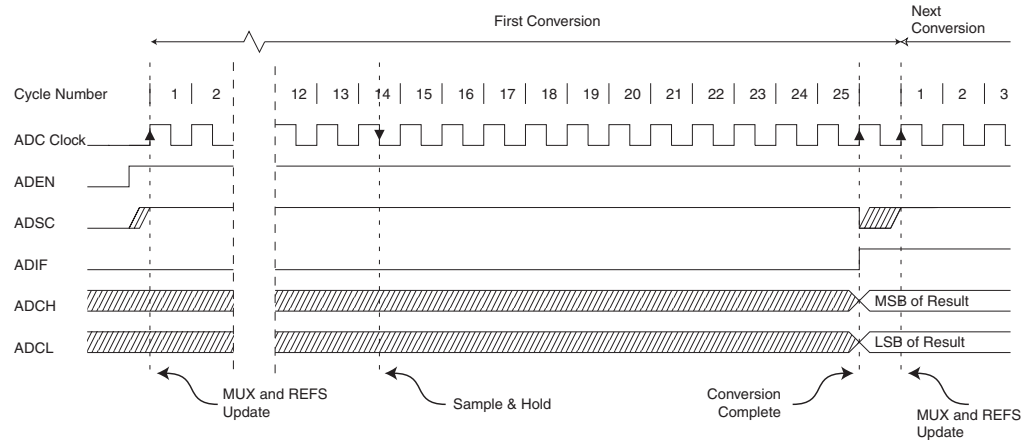 First Conversion
Next
Conversion
Cycle Number 1 2 12 13 14 15 16 17 18 19 20 21 22 23 24 25 1 2 3
ADC Clock
ADEN
ADSC
ADIF
ADCH MSB of Result
ADCL LSB of Result
MUX and REFS
Update
Sample & Hold
Conversion
Complete
MUX and REFS
Update